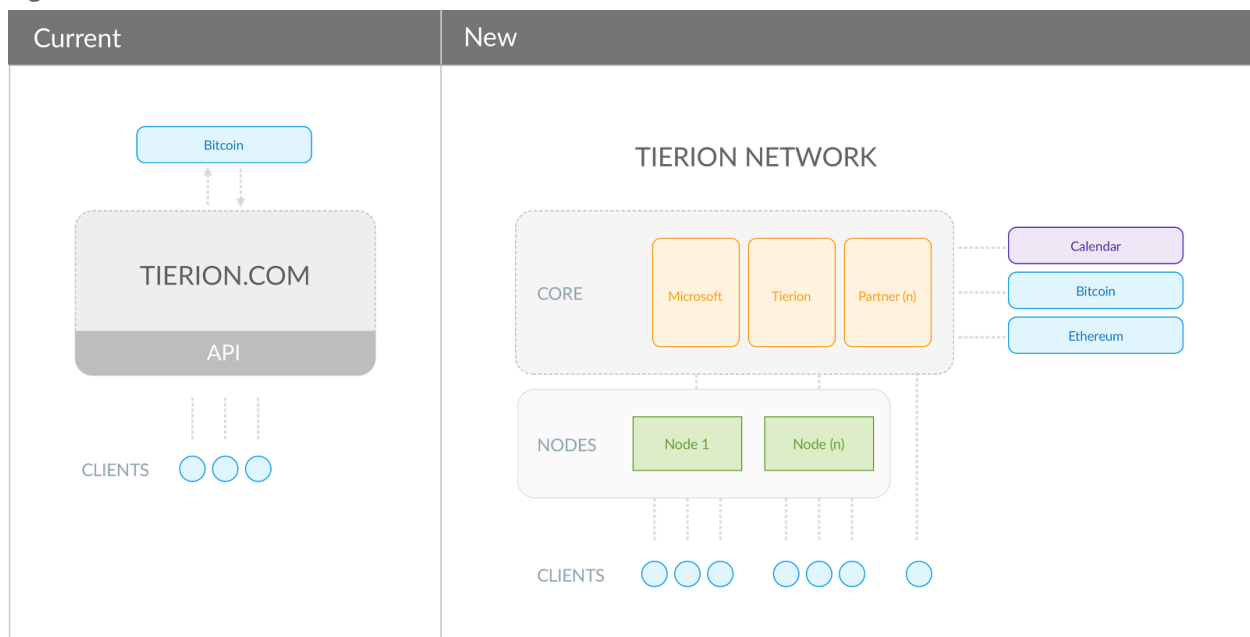 Current
New
Bitcoin
TIERION.COM
API
CLIENTS
TIERION NETWORK
CORE
Microsoft
Tierion
Partner (n)
Calendar
Bitcoin
Ethereum
NODES
Node 1
Node (n)
CLIENTS